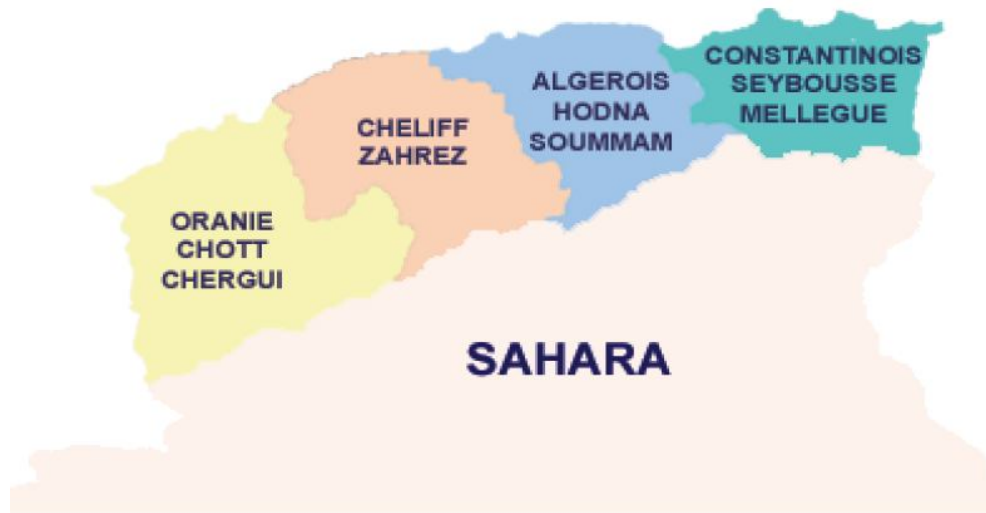 CONSTANTINOIS
SEYBOUSSE
MELLEGUE
ALGEROIS
HODNA
SOUMMAM
CHELIFF
ZAHREZ
ORANIE
CHOTT
CHERGUI
SAHARA